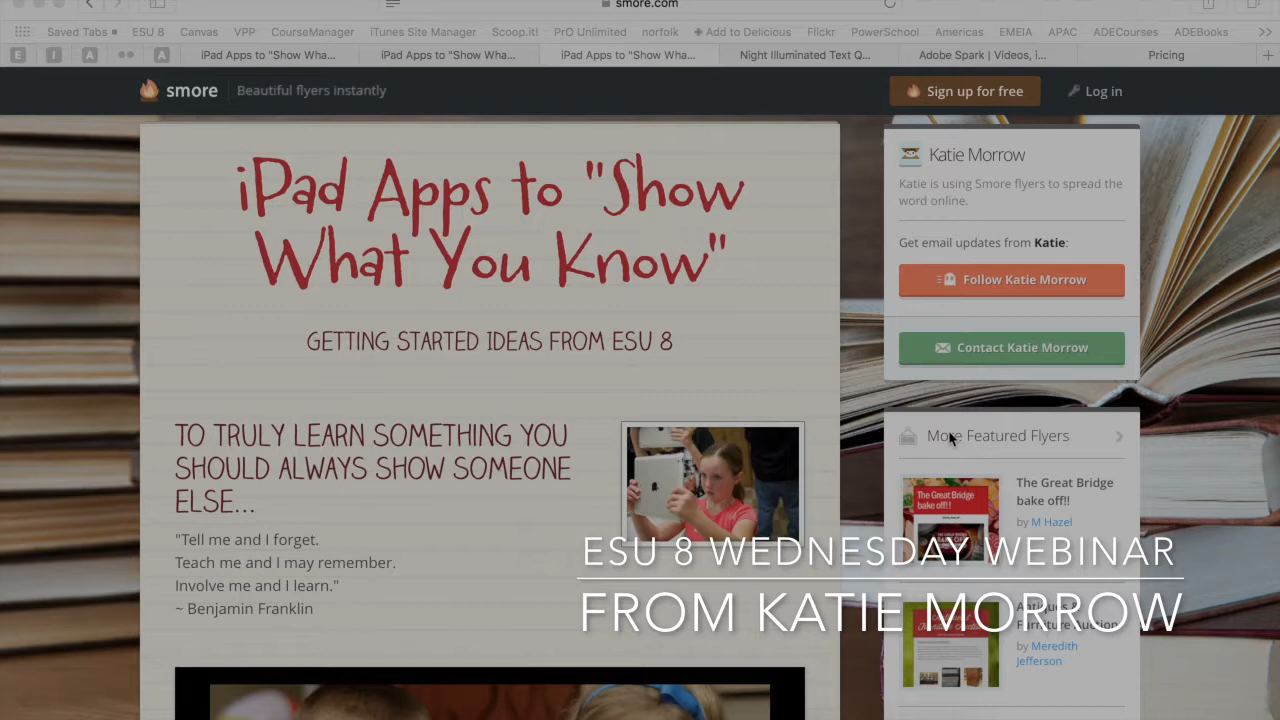 smore.com
Saved Tabs ESU 8 Canvas VPP CourseManager iTunes Site Manager Scoop.it! PrO Unlimited norfolk Add to Delicious Flickr PowerSchool Americas EMEIA APAC ADECourses ADEBooks >>
E I A iPad Apps to "Show Wha... iPad Apps to "Show Wha... iPad Apps to "Show Wha... Night Illuminated Text Q... Adobe Spark | Videos, i... Pricing
smore Beautiful flyers instantly Sign up for free Log in
iPad Apps to "Show
What You Know"
GETTING STARTED IDEAS FROM ESU 8
TO TRULY LEARN SOMETHING YOU
SHOULD ALWAYS SHOW SOMEONE
ELSE...
"Tell me and I forget.
Teach me and I may remember.
Involve me and I learn."
~ Benjamin Franklin
Katie Morrow
Katie is using Smore flyers to spread the
word online.
Get email updates from Katie:
Follow Katie Morrow
Contact Katie Morrow
More Featured Flyers
The Great Bridge
bake off!!
The Great Bridge
bake off!!
by M Hazel
Antiques &
Furniture Auction
by Meredith
Jefferson
ESU 8 WEDNESDAY WEBINAR
FROM KATIE MORROW